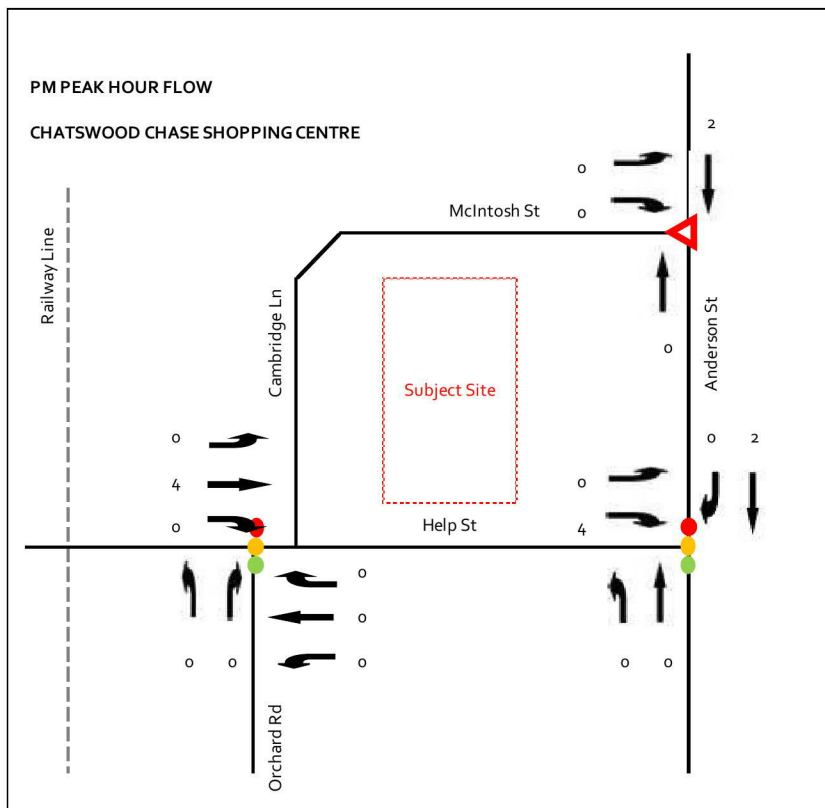 PM PEAK HOUR FLOW
CHATSWOOD CHASE SHOPPING CENTRE
2
0
McIntosh St
0
Railway Line
Cambridge Ln
Anderson St
0
Subject Site
0
0
2
4
0
0
Help St
4
0
0
0
0
0
0
0
0
Orchard Rd